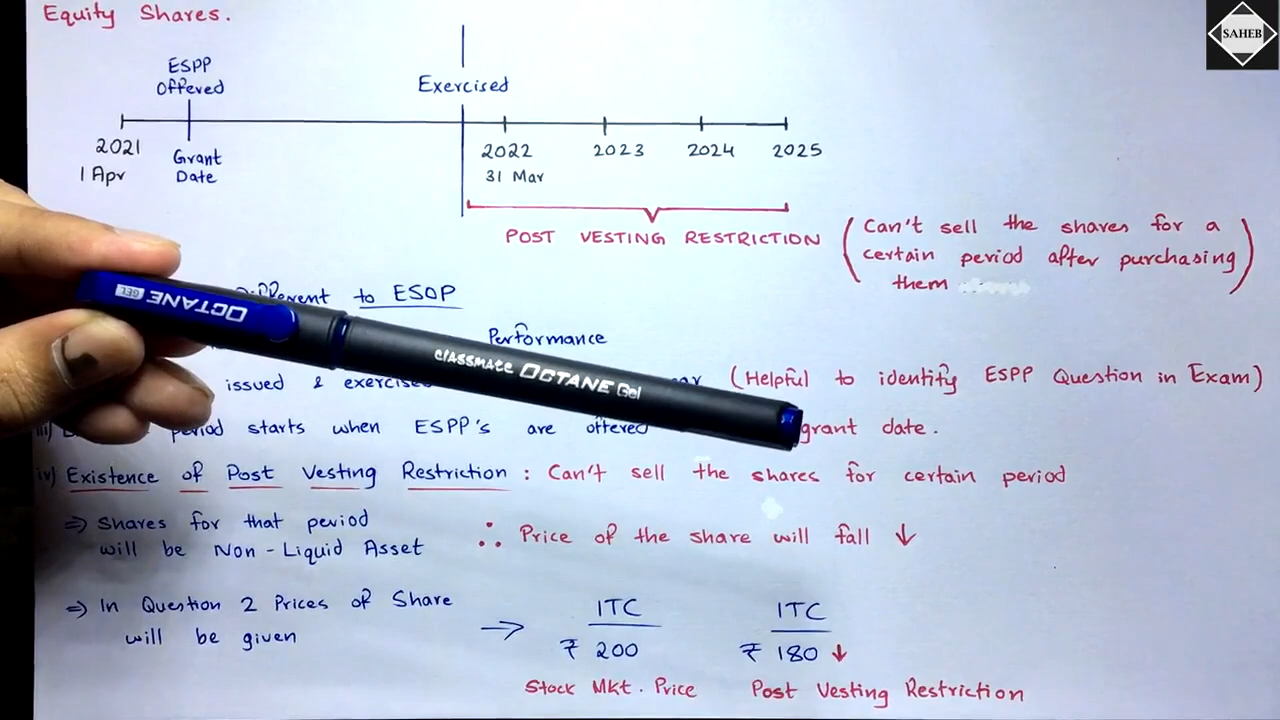 Equity Shares.
SAHEB
ESPP
Offered
Exercised
2021
1 Apr
Grant
Date
2022
31 Mar
2023
2024
2025
POST VESTING RESTRICTION
(Can't sell the shares for a
certain period after purchasing
them)
to ESOP
Performance
issued & (Helpful to identify ESPP Question in Exam)
period starts when ESPP's are offered grant date.
iv) Existence of Post Vesting Restriction : Can't sell the shares for certain period
⇒ Shares for that period
will be Non-Liquid Asset
∴ Price of the share will fall ↓
⇒ In Question 2 Prices of Share
will be given
→
ITC
₹ 200
Stock Mkt. Price
ITC
₹ 180 ↓
Post Vesting Restriction
OCTANE GEL
classmate OCTANE Gel